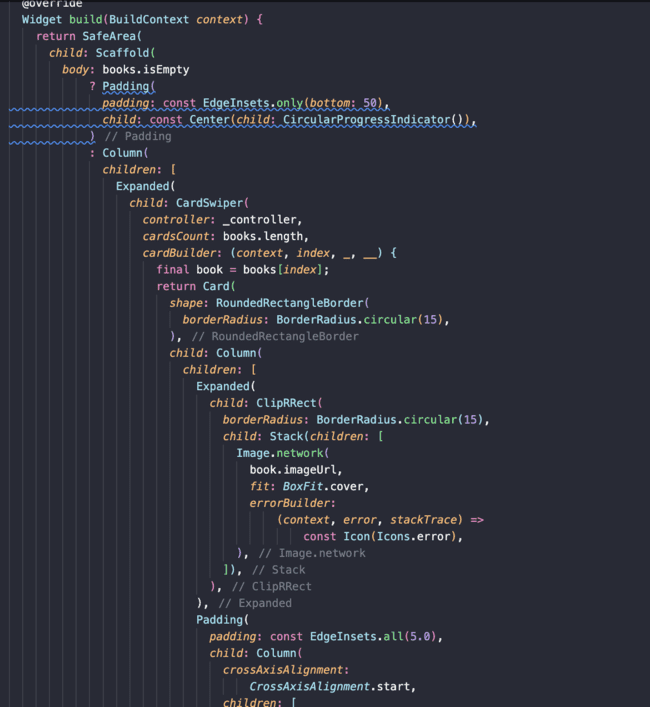 @override
Widget build(BuildContext context) {
return SafeArea(
child: Scaffold(
body: books.isEmpty
? Padding(
padding: const EdgeInsets.only(bottom: 50),
child: const Center(child: CircularProgressIndicator()),
) // Padding
: Column(
children: [
Expanded(
child: CardSwiper(
controller: _controller,
cardsCount: books.length,
cardBuilder: (context, index, _, __) {
final book = books[index];
return Card(
shape: RoundedRectangleBorder(
borderRadius: BorderRadius.circular(15),
), // RoundedRectangleBorder
child: Column(
children: [
Expanded(
child: ClipRRect(
borderRadius: BorderRadius.circular(15),
child: Stack(children: [
Image.network(
book.imageUrl,
fit: BoxFit.cover,
errorBuilder:
(context, error, stackTrace) =>
const Icon(Icons.error),
), // Image.network
]), // Stack
), // ClipRRect
), // Expanded
Padding(
padding: const EdgeInsets.all(5.0),
child: Column(
crossAxisAlignment:
CrossAxisAlignment.start,
children: [